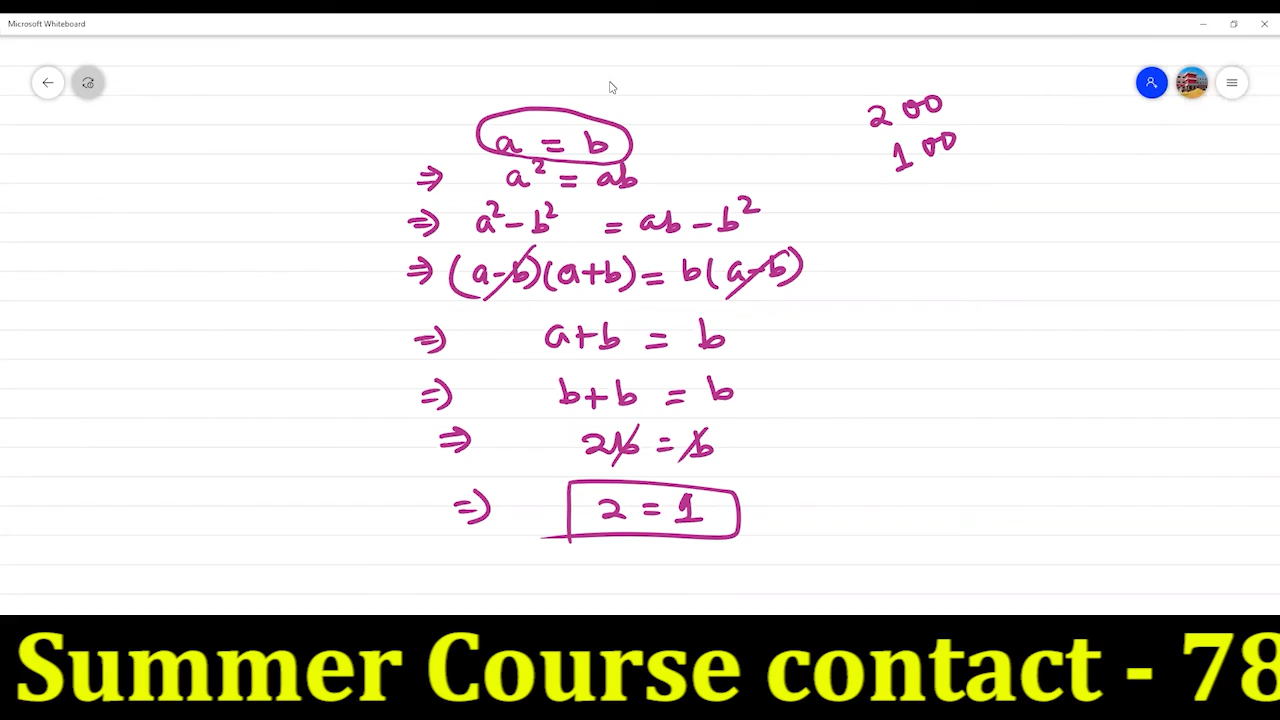 Microsoft Whiteboard
200
100
a = b
⇒ a² = ab
⇒ a² - b² = ab - b²
⇒ (a-b)(a+b) = b(a-b)
⇒ a+b = b
⇒ b+b = b
⇒ 2b = b
⇒ 2 = 1
Summer Course contact - 78